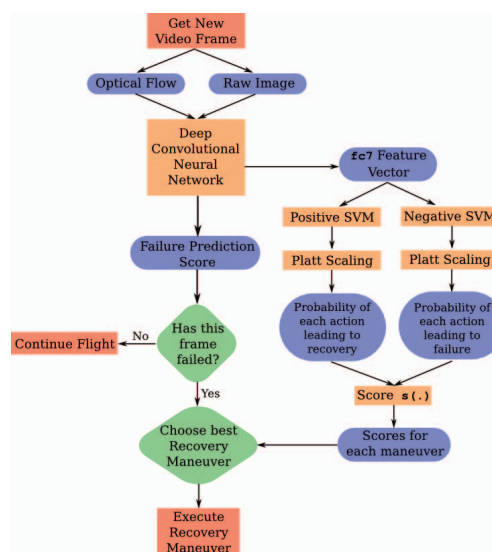 Get New
Video Frame
Optical Flow
Raw Image
Deep
Convolutional
Neural
Network
fc7 Feature
Vector
Positive SVM
Negative SVM
Platt Scaling
Platt Scaling
Failure Prediction
Score
Probability of
each action
leading to
recovery
Probability of
each action
leading to
failure
Has this
frame
failed?
No
Continue Flight
Yes
Score s(.)
Scores for
each maneuver
Choose best
Recovery
Maneuver
Execute
Recovery
Maneuver